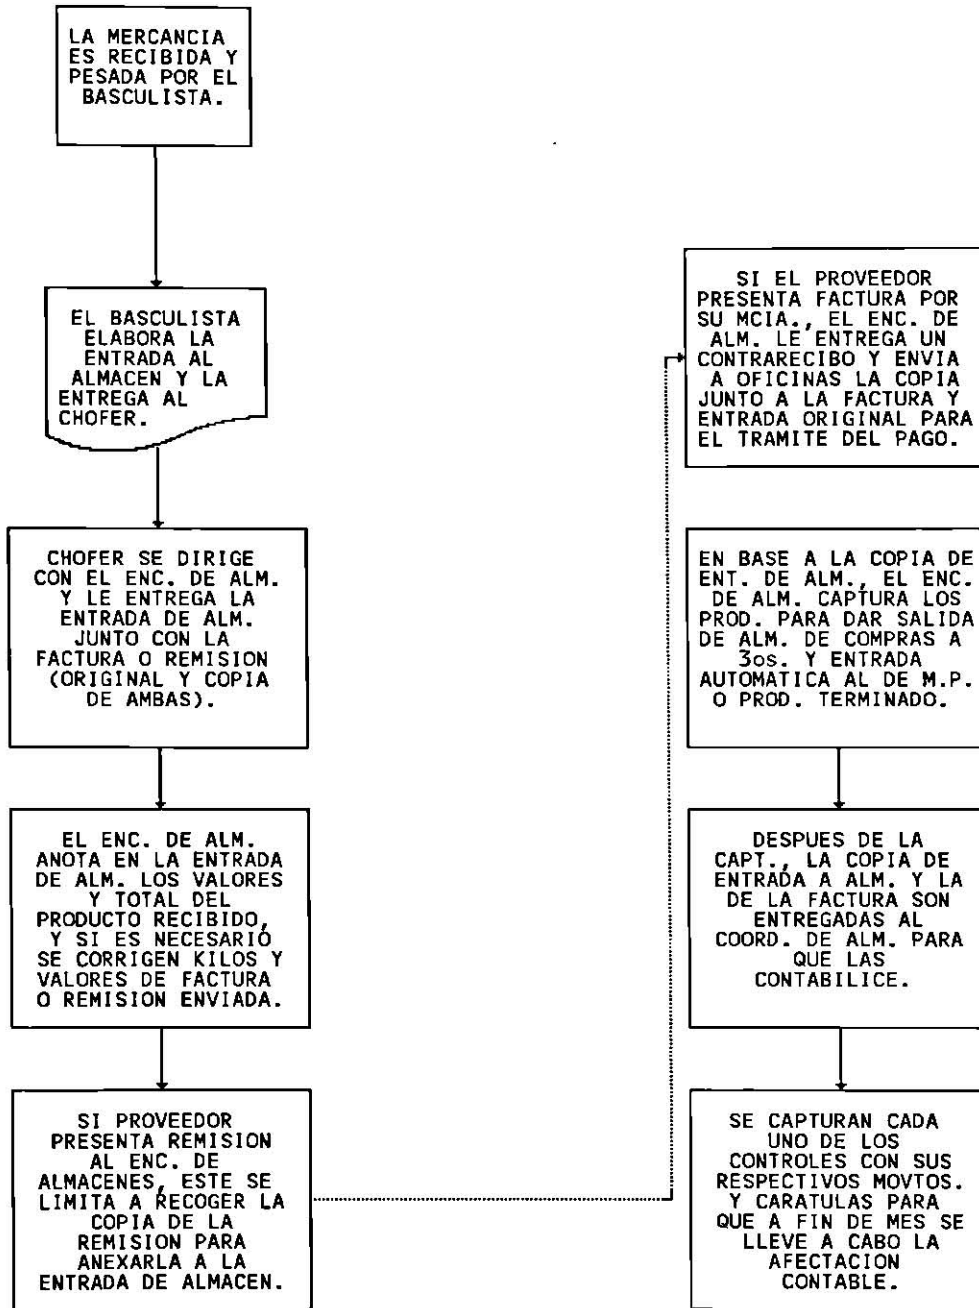 LA MERCANCIA
ES RECIBIDA Y
PESADA POR EL
BASCULISTA.
EL BASCULISTA
ELABORA LA
ENTRADA AL
ALMACEN Y LA
ENTREGA AL
CHOFER.
CHOFER SE DIRIGE
CON EL ENC. DE ALM.
Y LE ENTREGA LA
ENTRADA DE ALM.
JUNTO CON LA
FACTURA O REMISION
(ORIGINAL Y COPIA
DE AMBAS).
EL ENC. DE ALM.
ANOTA EN LA ENTRADA
DE ALM. LOS VALORES
Y TOTAL DEL
PRODUCTO RECIBIDO,
Y SI ES NECESARIO
SE CORRIGEN KILOS Y
VALORES DE FACTURA
O REMISION ENVIADA.
SI PROVEEDOR
PRESENTA REMISION
AL ENC. DE
ALMACENES, ESTE SE
LIMITA A RECOGER LA
COPIA DE LA
REMISION PARA
ANEXARLA A LA
ENTRADA DE ALMACEN.
SI EL PROVEEDOR
PRESENTA FACTURA POR
SU MCIA., EL ENC. DE
ALM. LE ENTREGA UN
CONTRARECIBO Y ENVIA
A OFICINAS LA COPIA
JUNTO A LA FACTURA Y
ENTRADA ORIGINAL PARA
EL TRAMITE DEL PAGO.
EN BASE A LA COPIA DE
ENT. DE ALM., EL ENC.
DE ALM. CAPTURA LOS
PROD. PARA DAR SALIDA
DE ALM. DE COMPRAS A
3os. Y ENTRADA
AUTOMATICA AL DE M.P.
O PROD. TERMINADO.
DESPUES DE LA
CAPT., LA COPIA DE
ENTRADA A ALM. Y LA
DE LA FACTURA SON
ENTREGADAS AL
COORD. DE ALM. PARA
QUE LAS
CONTABILICE.
SE CAPTURAN CADA
UNO DE LOS
CONTROLES CON SUS
RESPECTIVOS MOVTOS.
Y CARATULAS PARA
QUE A FIN DE MES SE
LLEVE A CABO LA
AFECTACION
CONTABLE.